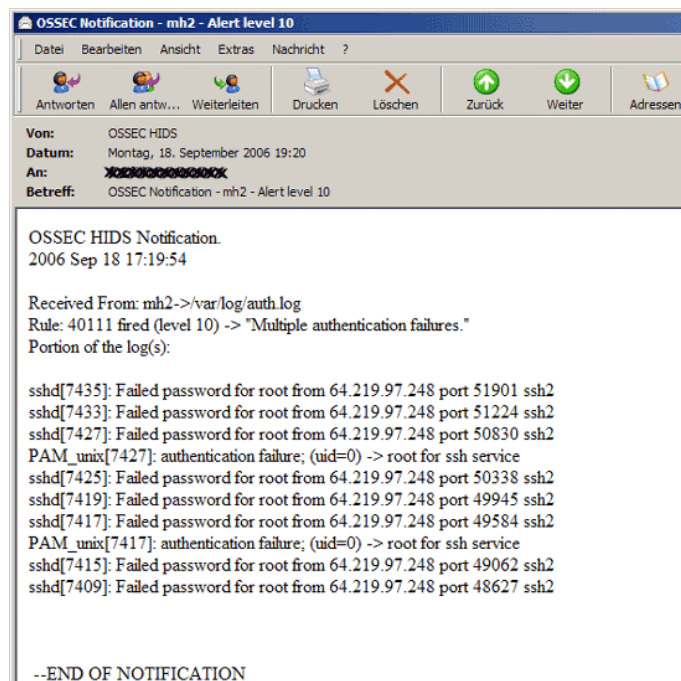 OSSEC Notification - mh2 - Alert level 10
Datei Bearbeiten Ansicht Extras Nachricht ?
Antworten Allen antw... Weiterleiten Drucken Löschen Zurück Weiter Adressen
Von: OSSEC HIDS
Datum: Montag, 18. September 2006 19:20
An:
Betreff: OSSEC Notification - mh2 - Alert level 10
OSSEC HIDS Notification.
2006 Sep 18 17:19:54
Received From: mh2->/var/log/auth.log
Rule: 40111 fired (level 10) -> "Multiple authentication failures."
Portion of the log(s):
sshd[7435]: Failed password for root from 64.219.97.248 port 51901 ssh2
sshd[7433]: Failed password for root from 64.219.97.248 port 51224 ssh2
sshd[7427]: Failed password for root from 64.219.97.248 port 50830 ssh2
PAM_unix[7427]: authentication failure; (uid=0) -> root for ssh service
sshd[7425]: Failed password for root from 64.219.97.248 port 50338 ssh2
sshd[7419]: Failed password for root from 64.219.97.248 port 49945 ssh2
sshd[7417]: Failed password for root from 64.219.97.248 port 49584 ssh2
PAM_unix[7417]: authentication failure; (uid=0) -> root for ssh service
sshd[7415]: Failed password for root from 64.219.97.248 port 49062 ssh2
sshd[7409]: Failed password for root from 64.219.97.248 port 48627 ssh2
--END OF NOTIFICATION